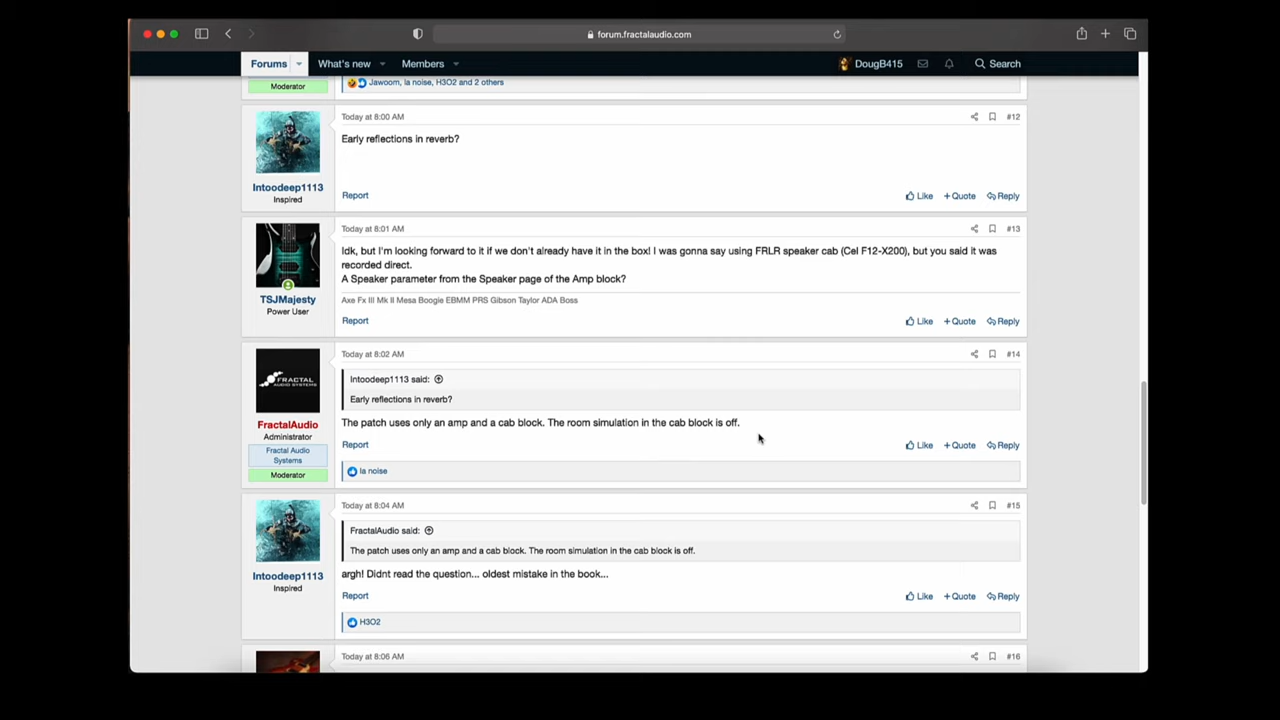 forum.fractalaudio.com
Forums
What's new
Members
DougB415
Search
Moderator
Jawoom, la noise, H3O2 and 2 others
Today at 8:00 AM
#12
Early reflections in reverb?
Intoodeep1113
Inspired
Report
Like
+Quote
Reply
Today at 8:01 AM
#13
Idk, but I'm looking forward to it if we don't already have it in the box! I was gonna say using FRLR speaker cab (Cel F12-X200), but you said it was
recorded direct.
A Speaker parameter from the Speaker page of the Amp block?
TSJMajesty
Power User
Axe Fx III Mk II Mesa Boogie EBMM PRS Gibson Taylor ADA Boss
Report
Like
+Quote
Reply
Today at 8:02 AM
#14
FRACTAL
AUDIO SYSTEMS
Intoodeep1113 said:
Early reflections in reverb?
The patch uses only an amp and a cab block. The room simulation in the cab block is off.
FractalAudio
Administrator
Fractal Audio
Systems
Moderator
Report
Like
+Quote
Reply
la noise
Today at 8:04 AM
#15
FractalAudio said:
The patch uses only an amp and a cab block. The room simulation in the cab block is off.
argh! Didnt read the question... oldest mistake in the book...
Intoodeep1113
Inspired
Report
Like
+Quote
Reply
H3O2
Today at 8:06 AM
#16